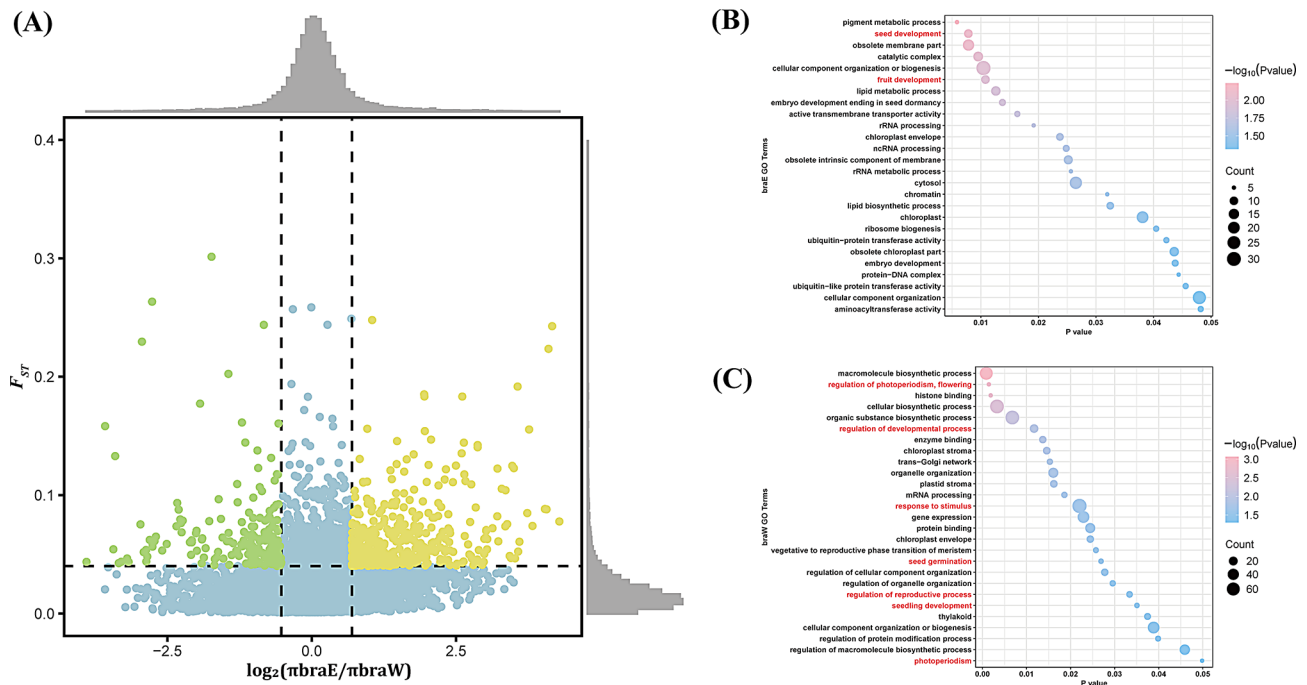 (A)
0.4
0.3
0.2
0.1
0.0
F_ST
−2.5
0.0
2.5
log₂(πbraE/πbraW)
(B)
braE GO Terms
pigment metabolic process
seed development
obsolete membrane part
catalytic complex
cellular component organization or biogenesis
fruit development
lipid metabolic process
embryo development ending in seed dormancy
active transmembrane transporter activity
rRNA processing
chloroplast envelope
ncRNA processing
obsolete intrinsic component of membrane
rRNA metabolic process
cytosol
chromatin
lipid biosynthetic process
chloroplast
ribosome biogenesis
ubiquitin−protein transferase activity
obsolete chloroplast part
embryo development
protein−DNA complex
ubiquitin−like protein transferase activity
cellular component organization
aminoacyltransferase activity
0.01
0.02
0.03
0.04
0.05
P value
−log₁₀(Pvalue)
2.00
1.75
1.50
Count
5
10
15
20
25
30
(C)
braW GO Terms
macromolecule biosynthetic process
regulation of photoperiodism, flowering
histone binding
cellular biosynthetic process
organic substance biosynthetic process
regulation of developmental process
enzyme binding
chloroplast stroma
trans−Golgi network
organelle organization
plastid stroma
mRNA processing
response to stimulus
gene expression
protein binding
chloroplast envelope
vegetative to reproductive phase transition of meristem
seed germination
regulation of cellular component organization
regulation of organelle organization
regulation of reproductive process
seedling development
thylakoid
cellular component organization or biogenesis
regulation of protein modification process
regulation of macromolecule biosynthetic process
photoperiodism
0.00
0.01
0.02
0.03
0.04
0.05
P value
−log₁₀(Pvalue)
3.0
2.5
2.0
1.5
Count
20
40
60